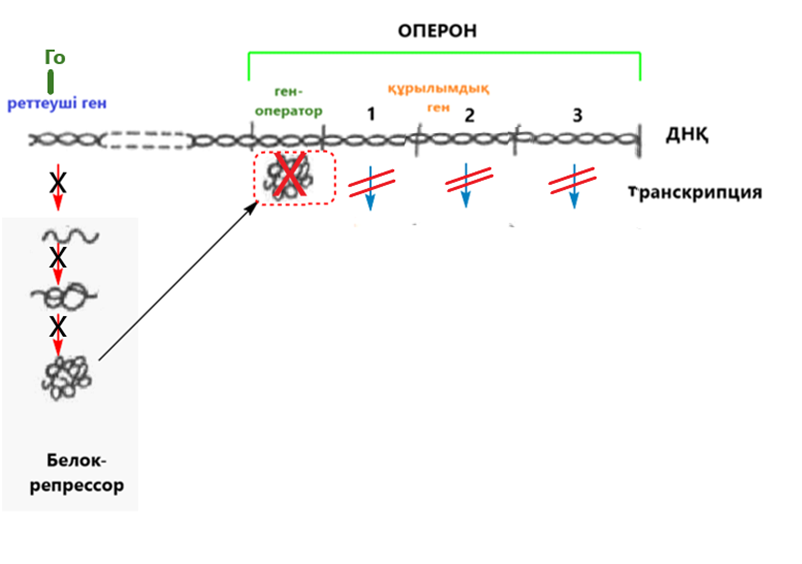 ОПЕРОН
Го
реттеуші ген
ген-
оператор
құрылымдық
ген
1
2
3
ДНҚ
Транскрипция
X
X
X
X
Белок-
репрессор